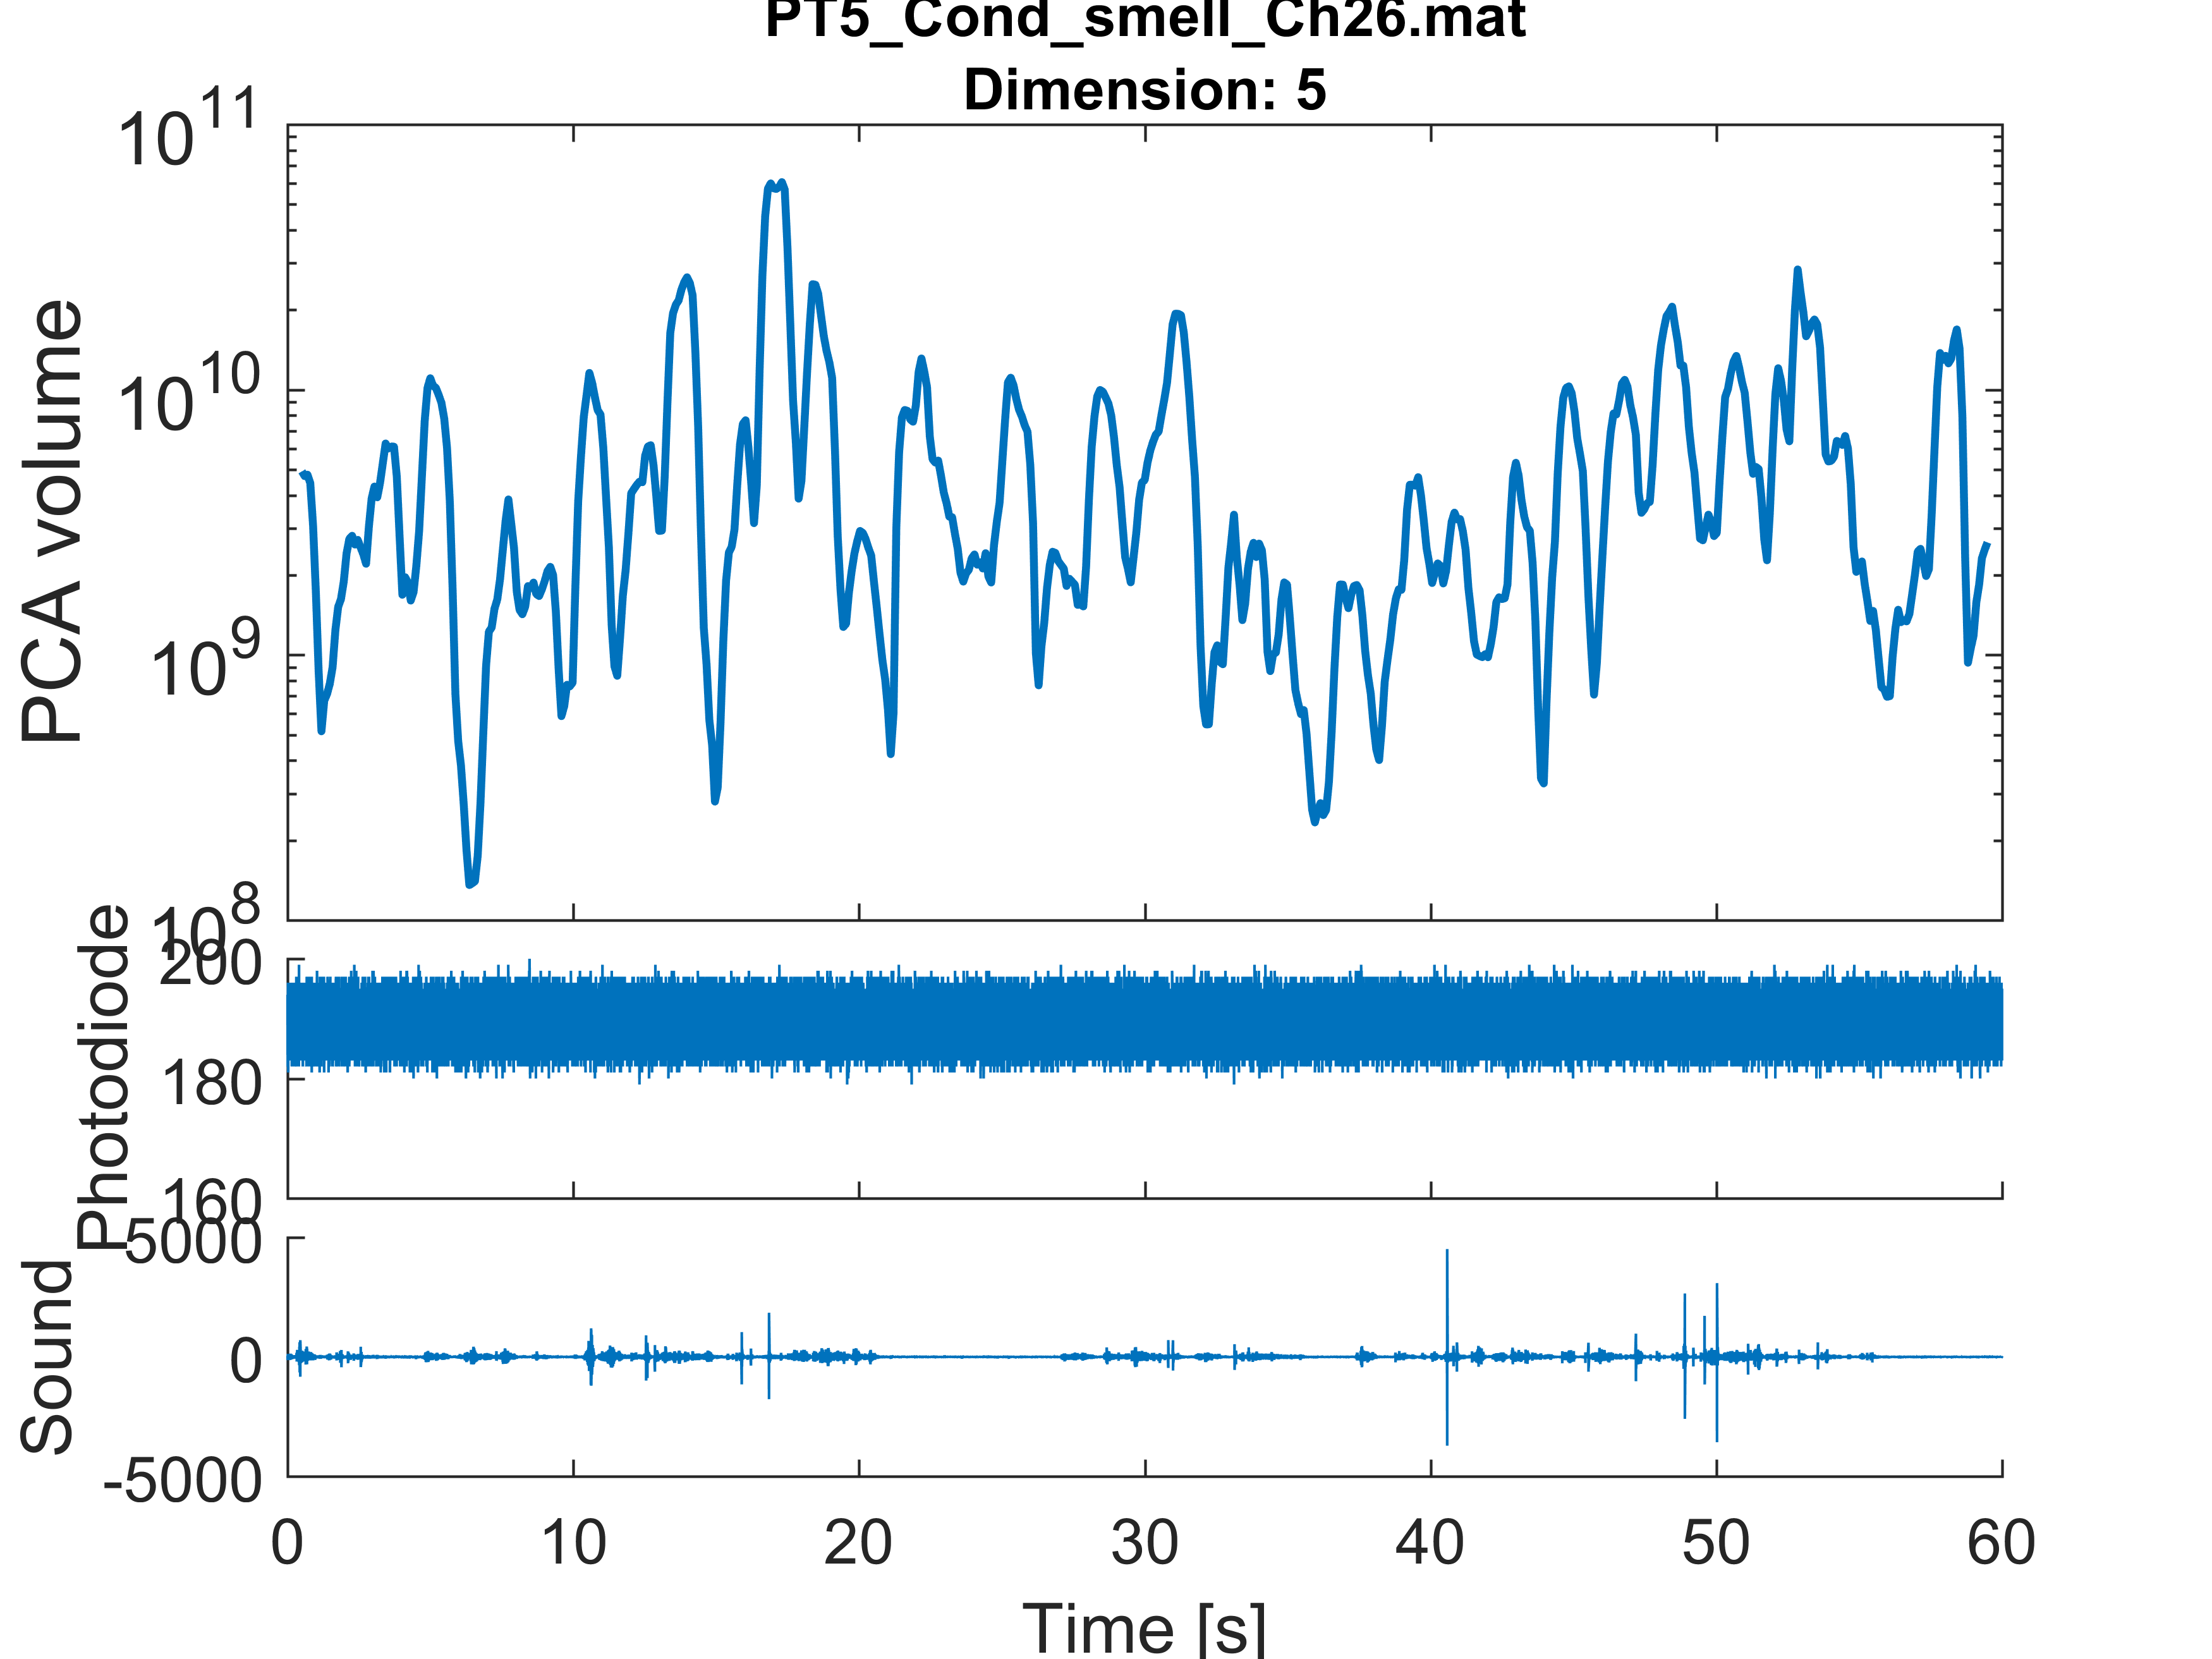 PT5_Cond_smell_Ch26.mat
Dimension: 5
PCA volume
10^11
10^10
10^9
10^8
Photodiode
200
180
160
Sound
5000
0
-5000
0 10 20 30 40 50 60
Time [s]